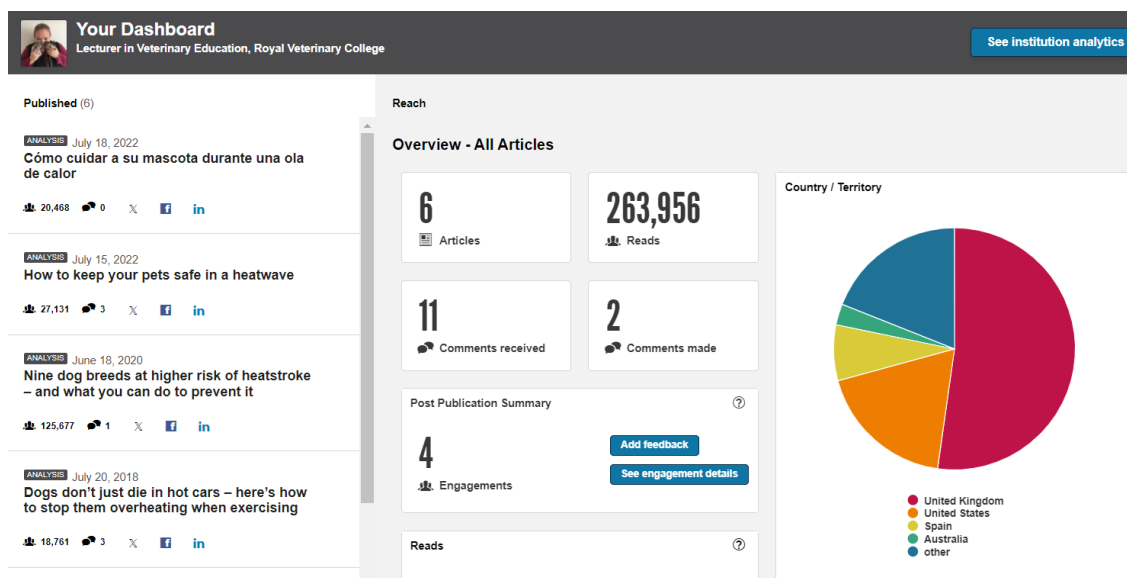 Your Dashboard
Lecturer in Veterinary Education, Royal Veterinary College
See institution analytics
Published (6)
ANALYSIS July 18, 2022
Cómo cuidar a su mascota durante una ola
de calor
20,468 0
ANALYSIS July 15, 2022
How to keep your pets safe in a heatwave
27,131 3
ANALYSIS June 18, 2020
Nine dog breeds at higher risk of heatstroke
– and what you can do to prevent it
125,677 1
ANALYSIS July 20, 2018
Dogs don’t just die in hot cars – here’s how
to stop them overheating when exercising
18,761 3
Reach
Overview - All Articles
6
Articles
263,956
Reads
11
Comments received
2
Comments made
Post Publication Summary
4
Engagements
Add feedback
See engagement details
Reads
Country / Territory
United Kingdom
United States
Spain
Australia
other